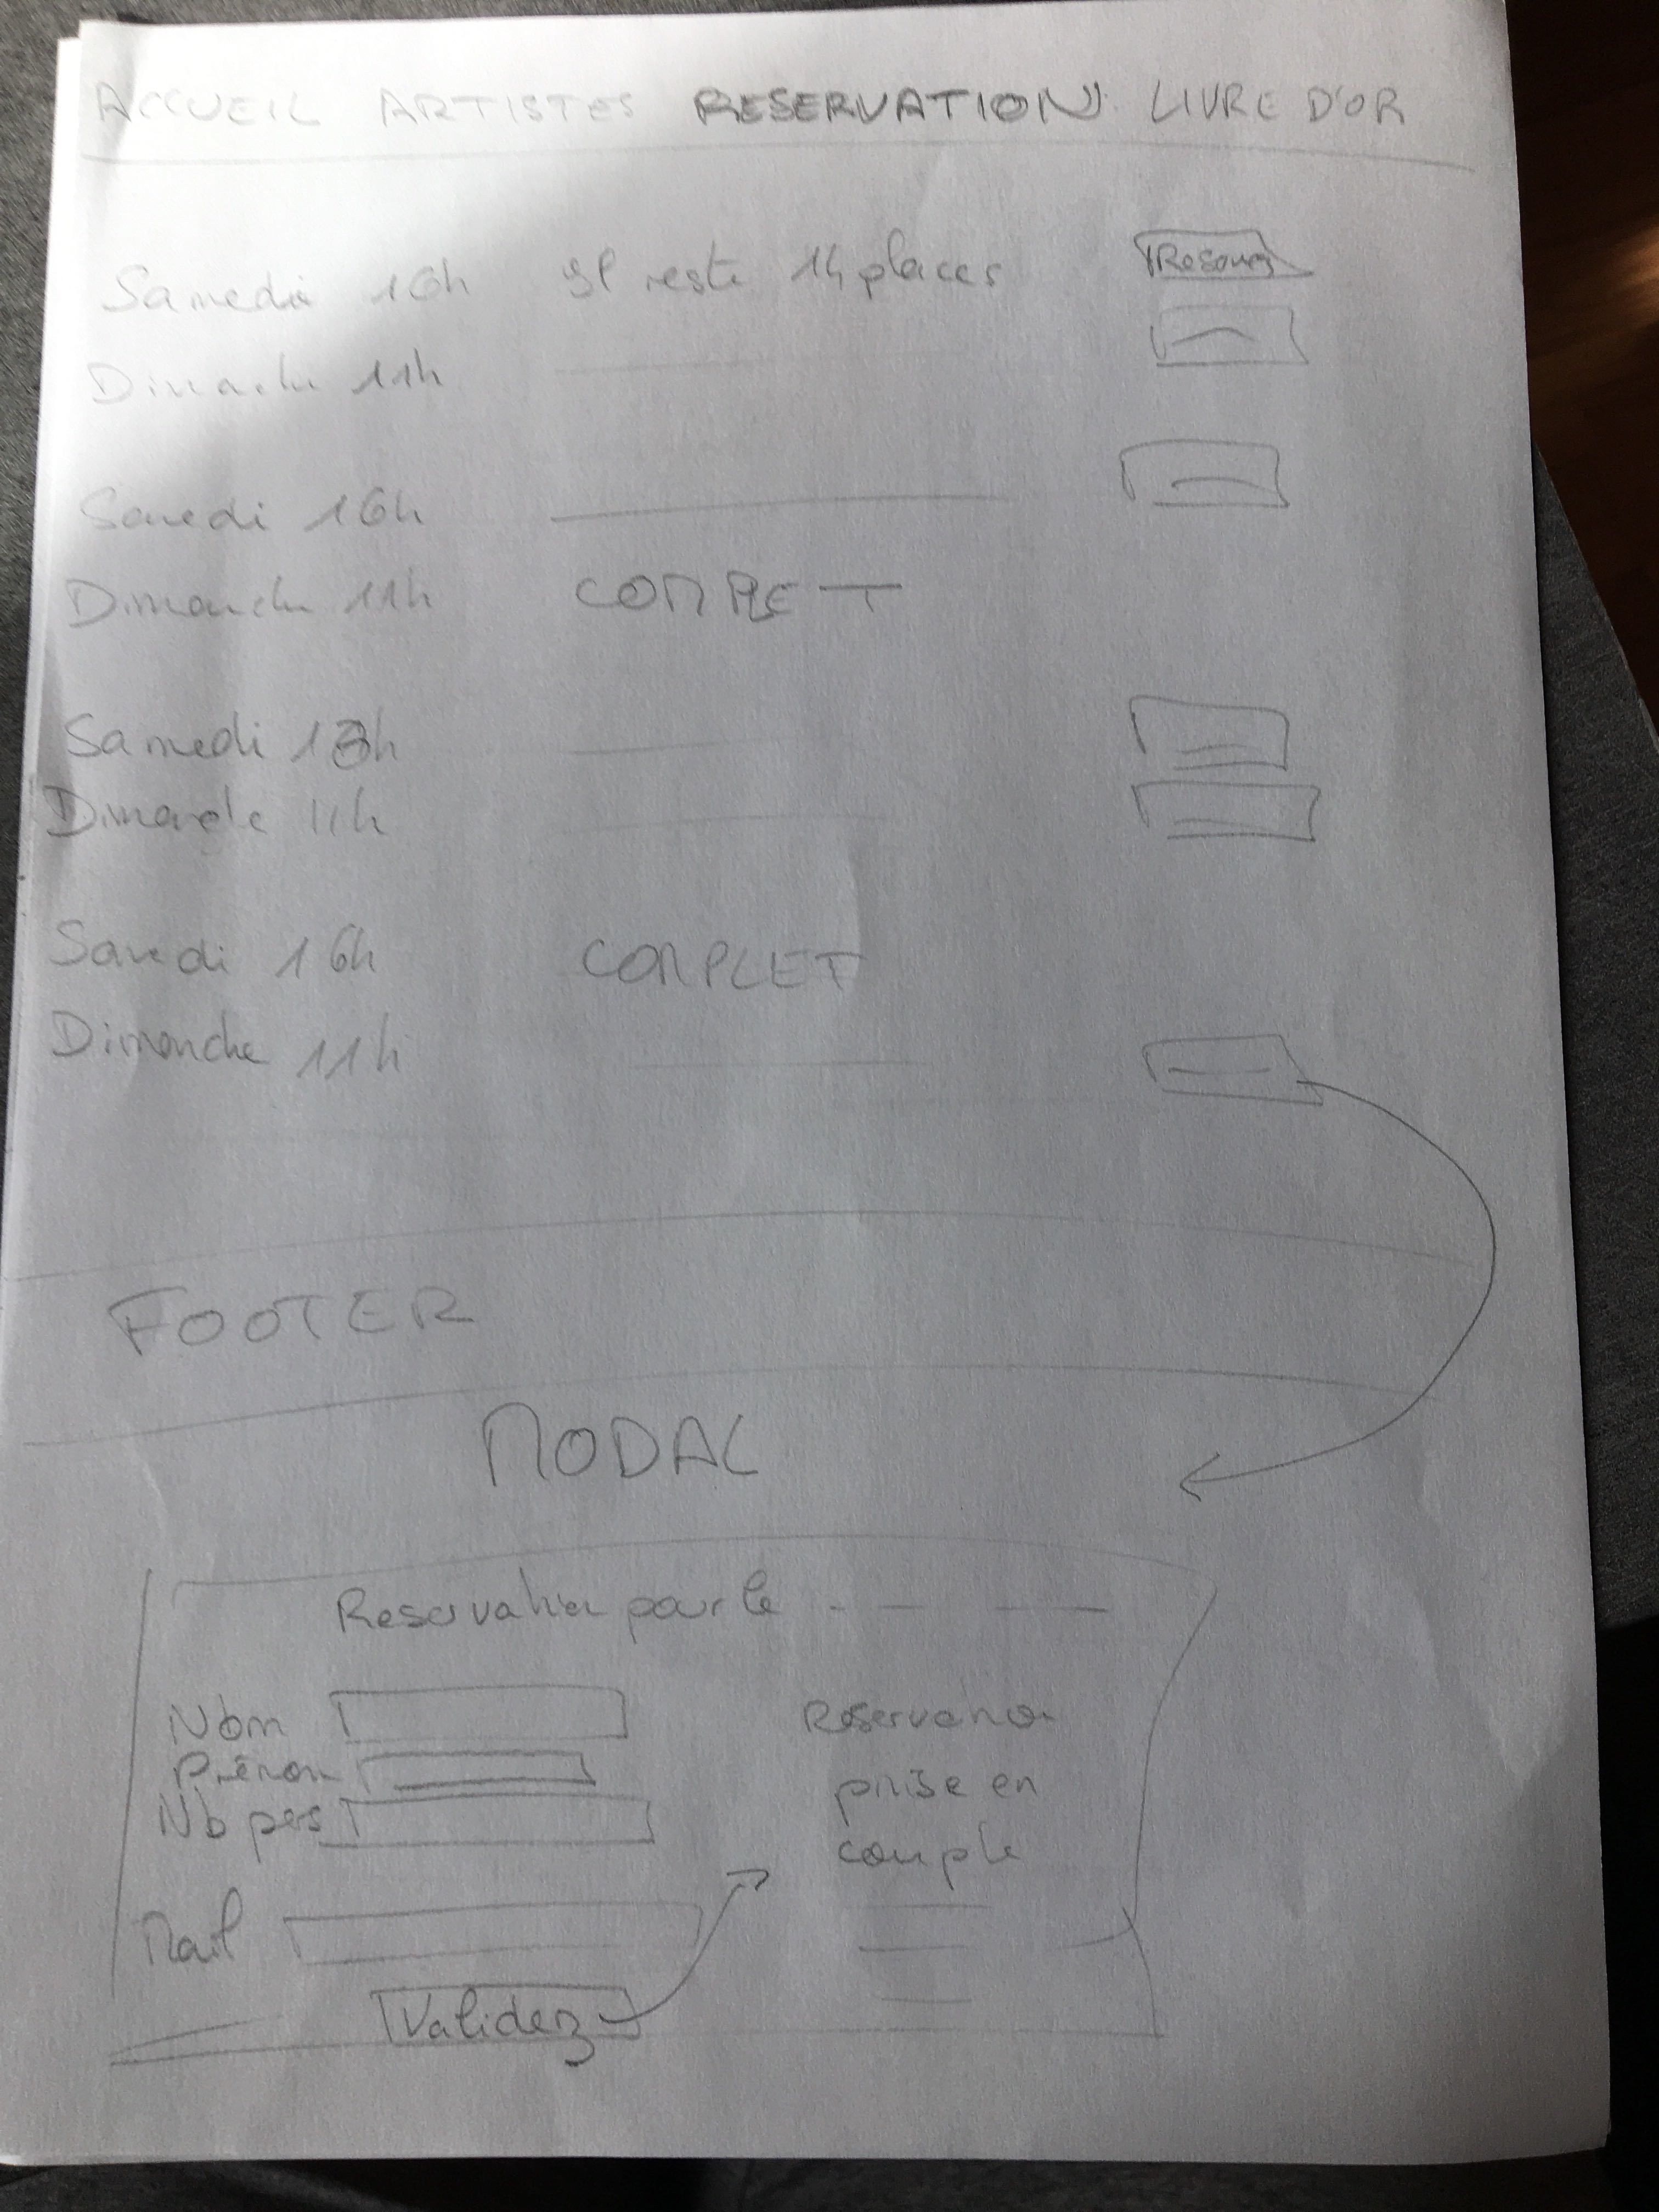 ACCUEIL ARTISTES RESERVATION LIVRE D'OR
Samedi 16h Il reste 14 places Reservez
Dimanche 11h
Samedi 16h
Dimanche 11h COMPLET
Samedi 18h
Dimanche 11h
Samedi 16h COMPLET
Dimanche 11h
FOOTER
MODAL
Reservation pour le
Nom
Prénom
Nb pers
Mail
Validez
Reservation
prise en
compte